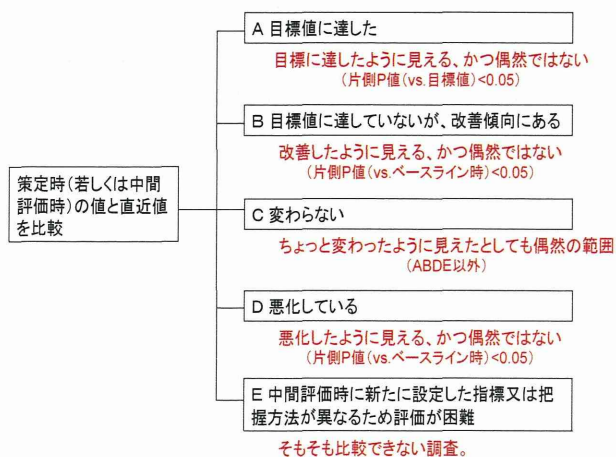 A 目標値に達した
目標に達したように見える、かつ偶然ではない
(片側P値(vs.目標値)<0.05)
B 目標値に達していないが、改善傾向にある
改善したように見える、かつ偶然ではない
(片側P値(vs.ベースライン時)<0.05)
策定時(若しくは中間
評価時)の値と直近値
を比較
C 変わらない
ちょっと変わったように見えたとしても偶然の範囲
(ABDE以外)
D 悪化している
悪化したように見える、かつ偶然ではない
(片側P値(vs.ベースライン時)<0.05)
E 中間評価時に新たに設定した指標又は把
握方法が異なるため評価が困難
そもそも比較できない調査。